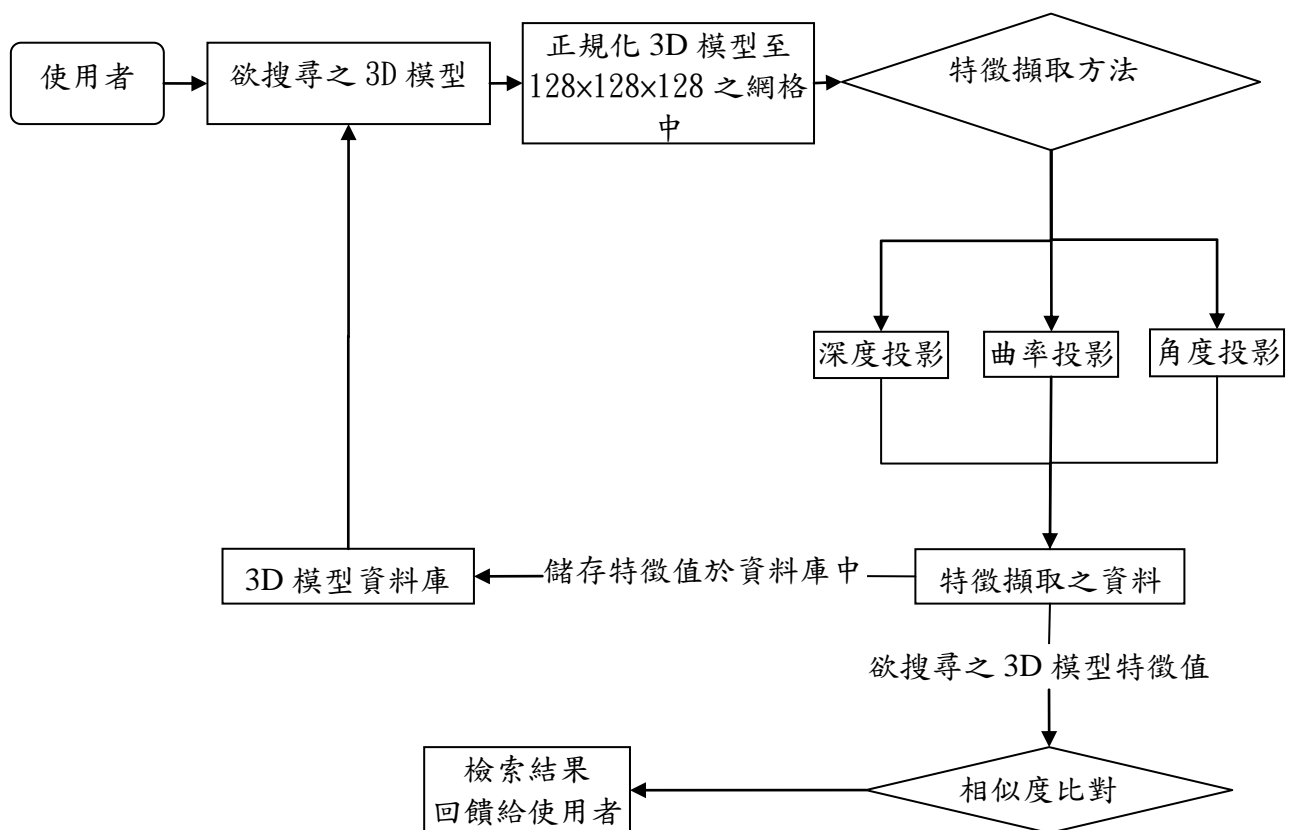 使用者
欲搜尋之 3D 模型
正規化 3D 模型至
128×128×128 之網格
中
特徵擷取方法
深度投影
曲率投影
角度投影
3D 模型資料庫
儲存特徵值於資料庫中
特徵擷取之資料
欲搜尋之 3D 模型特徵值
檢索結果
回饋給使用者
相似度比對